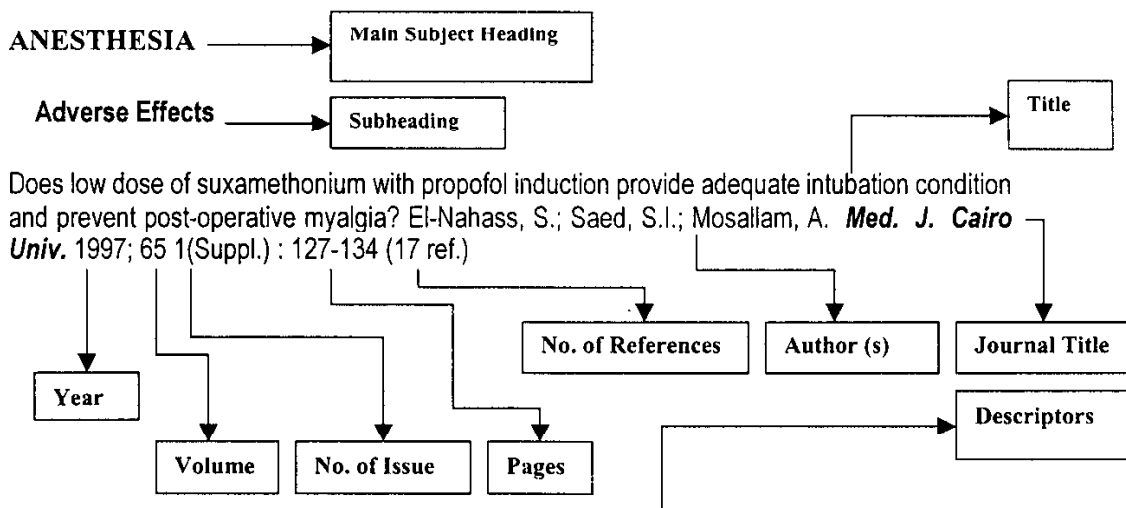 ANESTHESIA
Main Subject Heading
Adverse Effects
Subheading
Title
Does low dose of suxamethonium with propofol induction provide adequate intubation condition
and prevent post-operative myalgia? El-Nahass, S.; Saed, S.I.; Mosallam, A. Med. J. Cairo
Univ. 1997; 65 1(Suppl.) : 127-134 (17 ref.)
No. of References
Author (s)
Journal Title
Year
Descriptors
Volume
No. of Issue
Pages